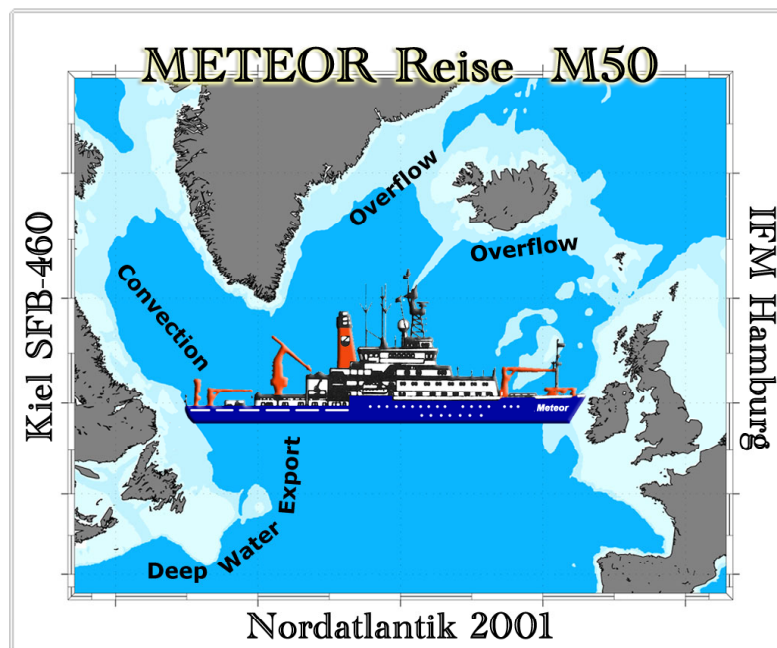 METEOR Reise M50
Kiel SFB-460
IFM Hamburg
Overflow
Overflow
Convection
Meteor
Deep Water Export
Nordatlantik 2001